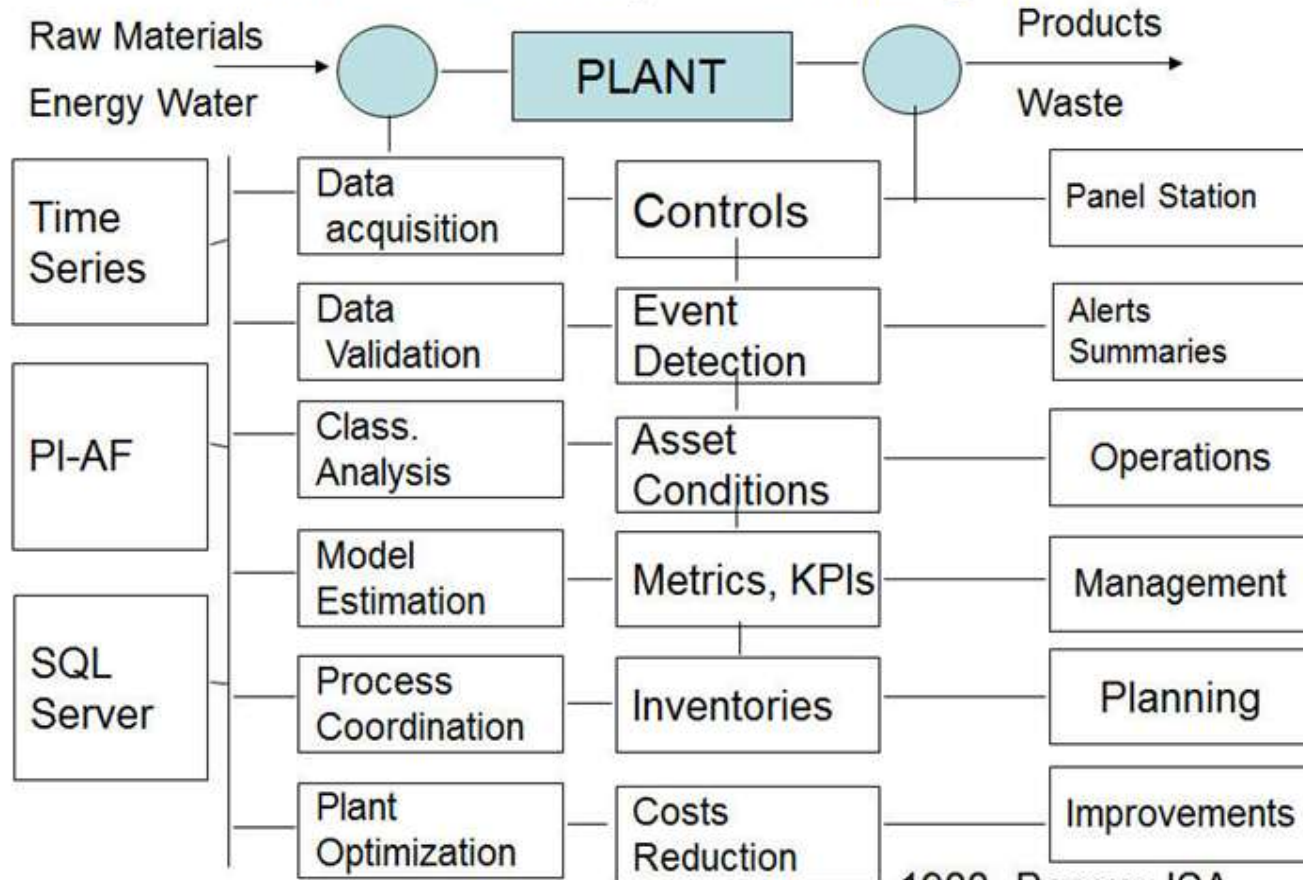 Raw Materials
Energy Water
PLANT
Products
Waste
Time
Series
PI-AF
SQL
Server
Data
acquisition
Controls
Panel Station
Data
Validation
Event
Detection
Alerts
Summaries
Class.
Analysis
Asset
Conditions
Operations
Model
Estimation
Metrics, KPIs
Management
Process
Coordination
Inventories
Planning
Plant
Optimization
Costs
Reduction
Improvements